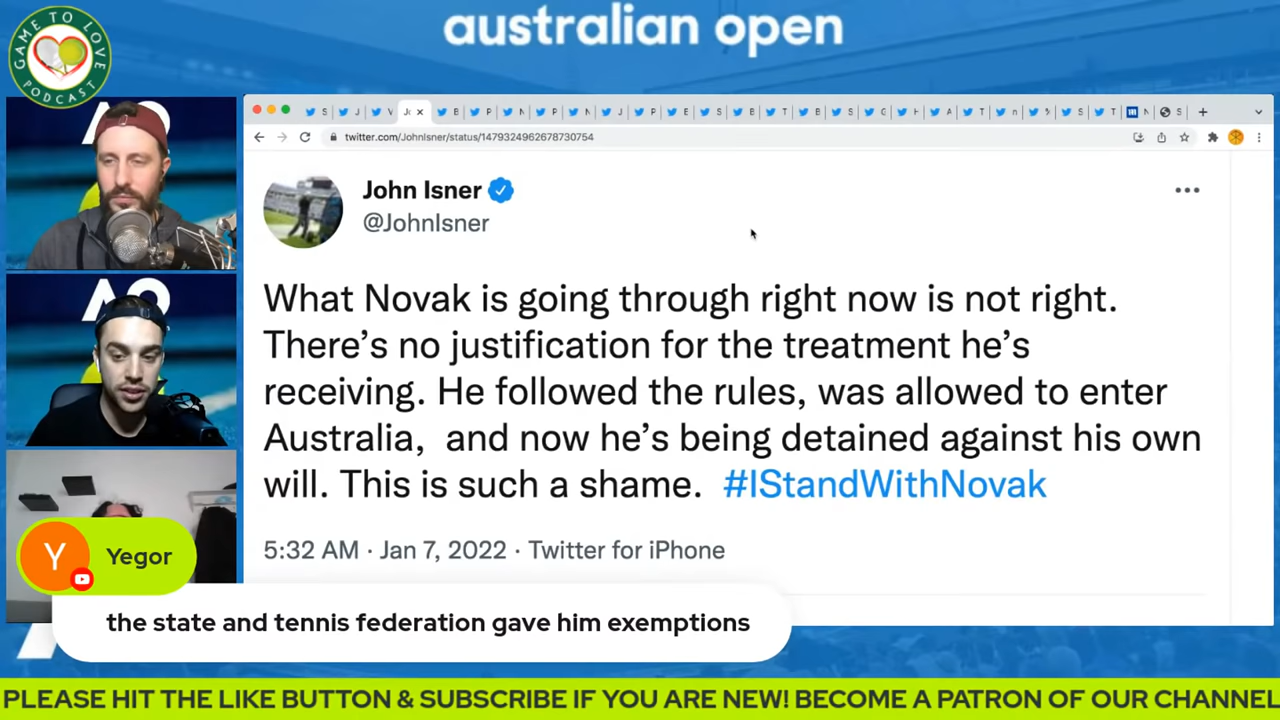 australian open
GAME TO LOVE
PODCAST
AO
AO
twitter.com/JohnIsner/status/1479324962678730754
John Isner
@JohnIsner
What Novak is going through right now is not right.
There's no justification for the treatment he's
receiving. He followed the rules, was allowed to enter
Australia,  and now he's being detained against his own
will. This is such a shame.  #IStandWithNovak
5:32 AM · Jan 7, 2022 · Twitter for iPhone
Y
Yegor
the state and tennis federation gave him exemptions
PLEASE HIT THE LIKE BUTTON & SUBSCRIBE IF YOU ARE NEW! BECOME A PATRON OF OUR CHANNEL